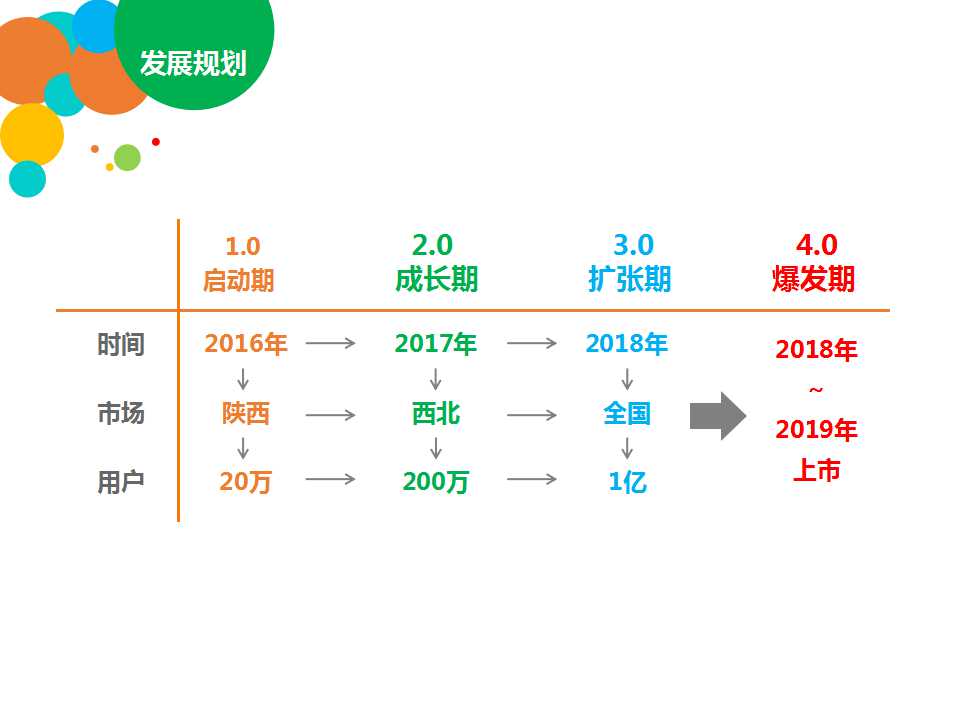 发展规划
1.0
启动期
2.0
成长期
3.0
扩张期
4.0
爆发期
时间
2016年
2017年
2018年
市场
陕西
西北
全国
用户
20万
200万
1亿
2018年
~
2019年
上市